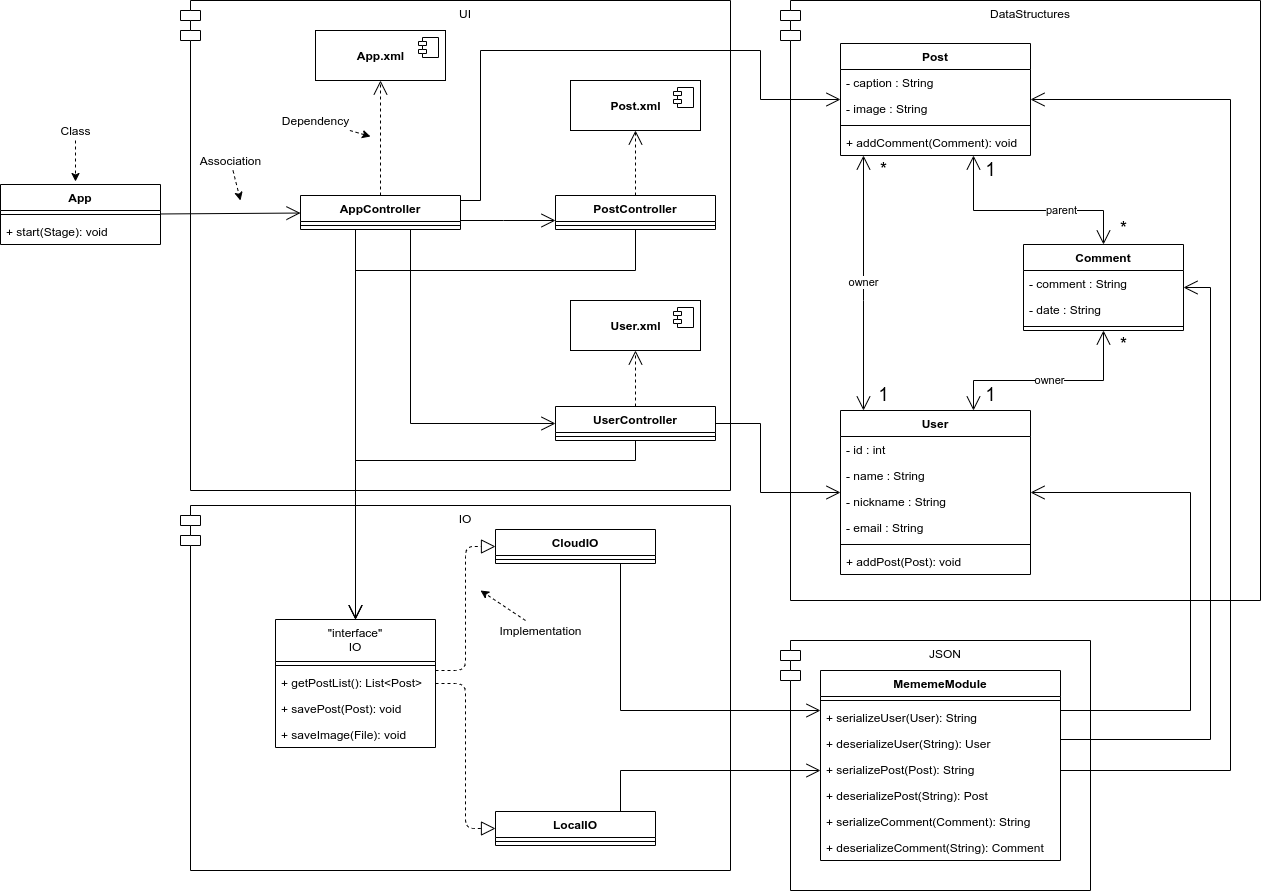 UI
DataStructures
App.xml
Post
- caption : String
- image : String
+ addComment(Comment): void
Post.xml
Dependency
Class
Association
* 1
App
+ start(Stage): void
AppController
PostController
parent
*
Comment
- comment : String
- date : String
owner
User.xml
*
owner
1 1
UserController
User
- id : int
- name : String
- nickname : String
- email : String
+ addPost(Post): void
IO
CloudIO
Implementation
"interface"
IO
+ getPostList(): List<Post>
+ savePost(Post): void
+ saveImage(File): void
LocalIO
JSON
MememeModule
+ serializeUser(User): String
+ deserializeUser(String): User
+ serializePost(Post): String
+ deserializePost(String): Post
+ serializeComment(Comment): String
+ deserializeComment(String): Comment